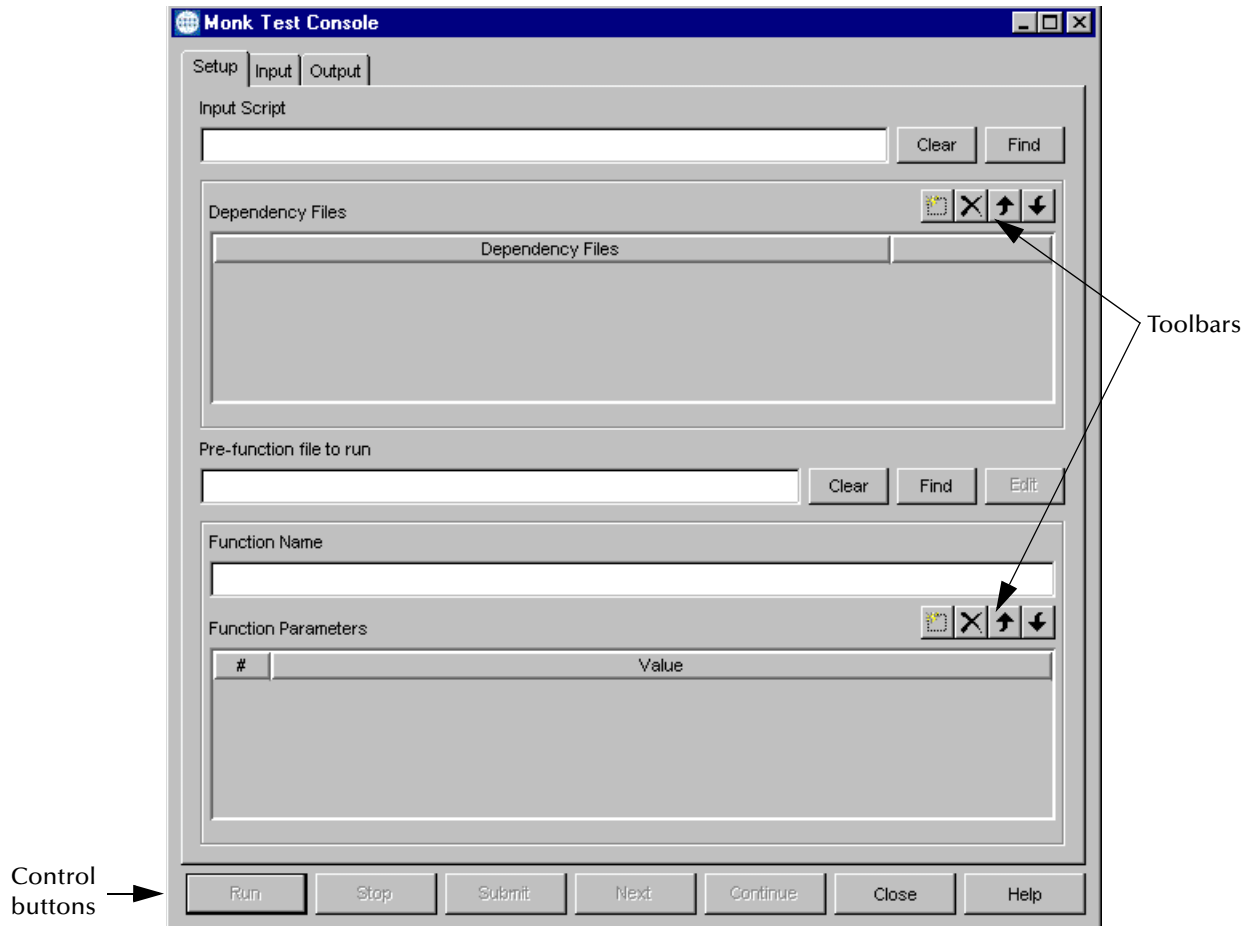 Monk Test Console
Setup Input Output
Input Script
Clear Find
Dependency Files
Dependency Files
Toolbars
Pre-function file to run
Clear Find Edit
Function Name
Function Parameters
# Value
Control
buttons
Run Stop Submit Next Continue Close Help